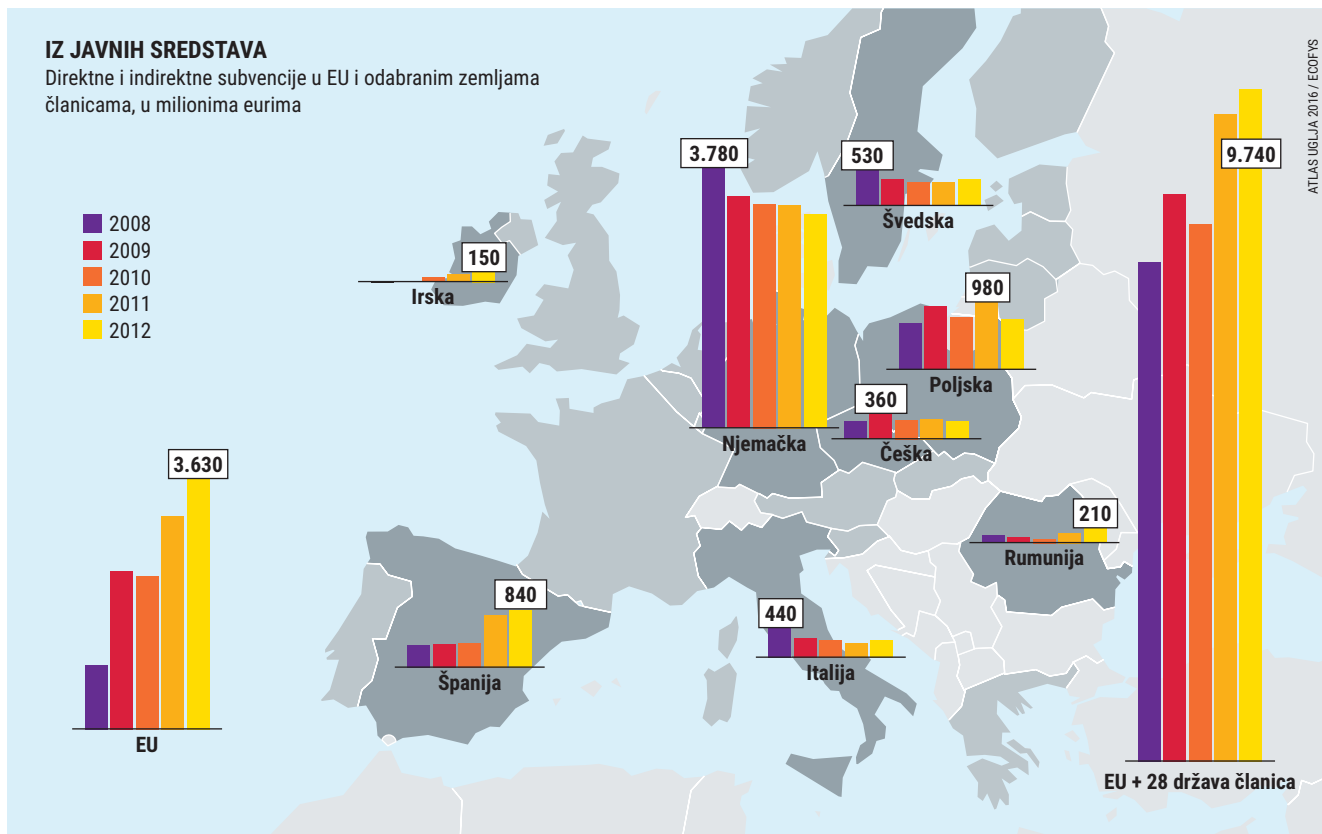 IZ JAVNIH SREDSTAVA
Direktne i indirektne subvencije u EU i odabranim zemljama
članicama, u milionima eurima
ATLAS UGLJA 2016 / ECOFYS
2008
2009
2010
2011
2012
150
Irska
3.780
Njemačka
530
Švedska
980
Poljska
360
Češka
9.740
EU + 28 država članica
3.630
EU
840
Španija
440
Italija
210
Rumunija